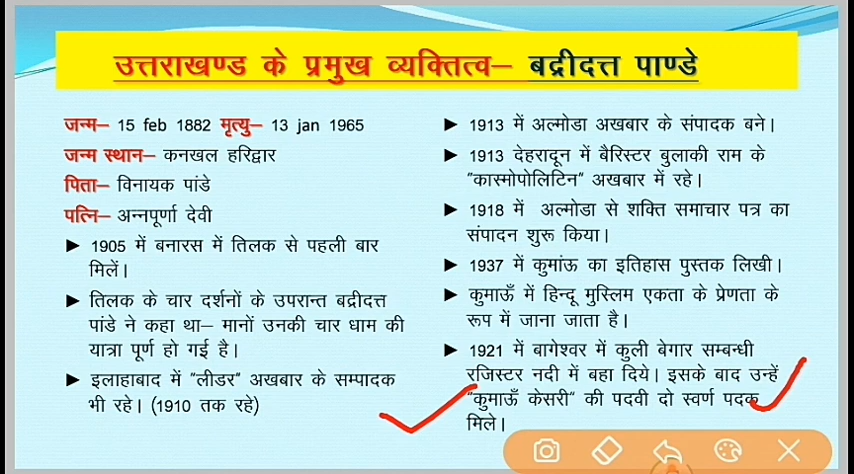 उत्तराखण्ड के प्रमुख व्यक्तित्व– बद्रीदत्त पाण्डे
जन्म– 15 feb 1882 मृत्यु– 13 jan 1965
जन्म स्थान– कनखल हरिद्वार
पिता– विनायक पांडे
पत्नि– अन्नपूर्णा देवी
► 1905 में बनारस में तिलक से पहली बार
मिलें।
► तिलक के चार दर्शनों के उपरान्त बद्रीदत्त
पांडे ने कहा था– मानों उनकी चार धाम की
यात्रा पूर्ण हो गई है।
► इलाहाबाद में "लीडर" अखबार के सम्पादक
भी रहे। (1910 तक रहे)
► 1913 में अल्मोडा अखबार के संपादक बने।
► 1913 देहरादून में बैरिस्टर बुलाकी राम के
"कास्मोपोलिटिन" अखबार में रहे।
► 1918 में अल्मोडा से शक्ति समाचार पत्र का
संपादन शुरू किया।
► 1937 में कुमांऊ का इतिहास पुस्तक लिखी।
► कुमाऊँ में हिन्दू मुस्लिम एकता के प्रेणता के
रूप में जाना जाता है।
► 1921 में बागेश्वर में कुली बेगार सम्बन्धी
रजिस्टर नदी में बहा दिये। इसके बाद उन्हें
"कुमाऊँ केसरी" की पदवी दो स्वर्ण पदक
मिले।